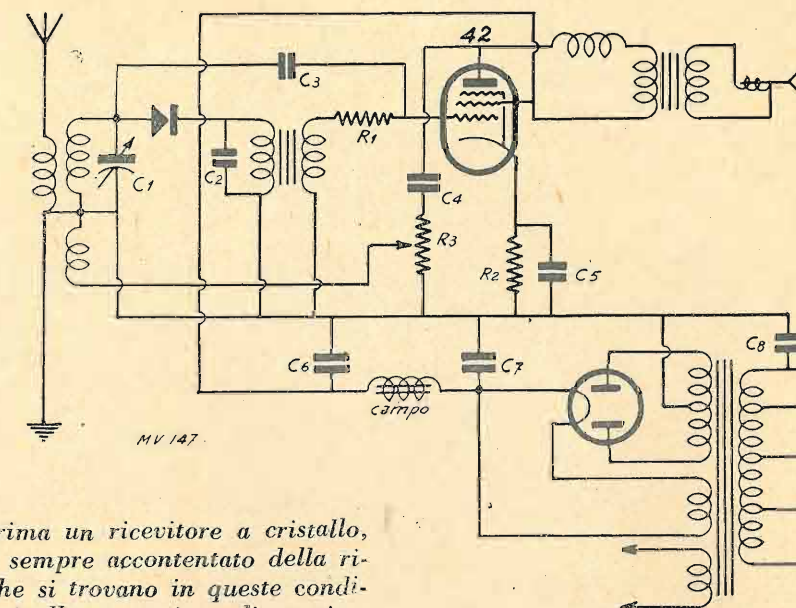 42
C3
R1
C1
C2
C4
R3
R2
C5
C6
C7
C8
campo
MV 147
rima un ricevitore a cristallo,
sempre accontentato della ri-
he si trovano in queste condi-